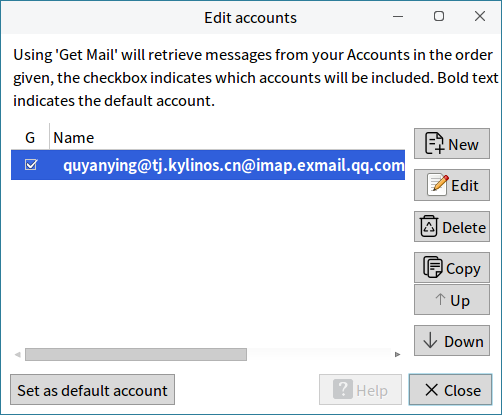 Edit accounts
Using 'Get Mail' will retrieve messages from your Accounts in the order
given, the checkbox indicates which accounts will be included. Bold text
indicates the default account.
G Name
quyanying@tj.kylinos.cn@imap.exmail.qq.com
New
Edit
Delete
Copy
Up
Down
Set as default account
Help
Close